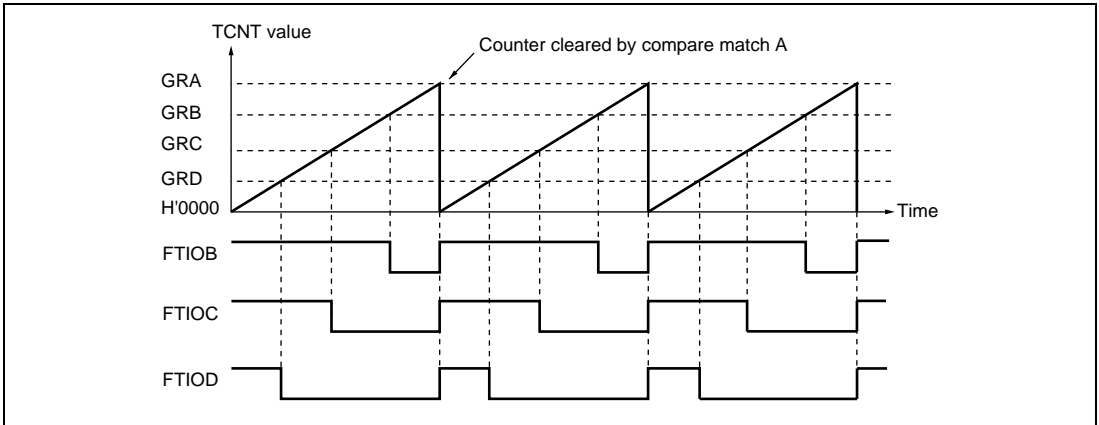 TCNT value
Counter cleared by compare match A
GRA
GRB
GRC
GRD
H'0000
Time
FTIOB
FTIOC
FTIOD